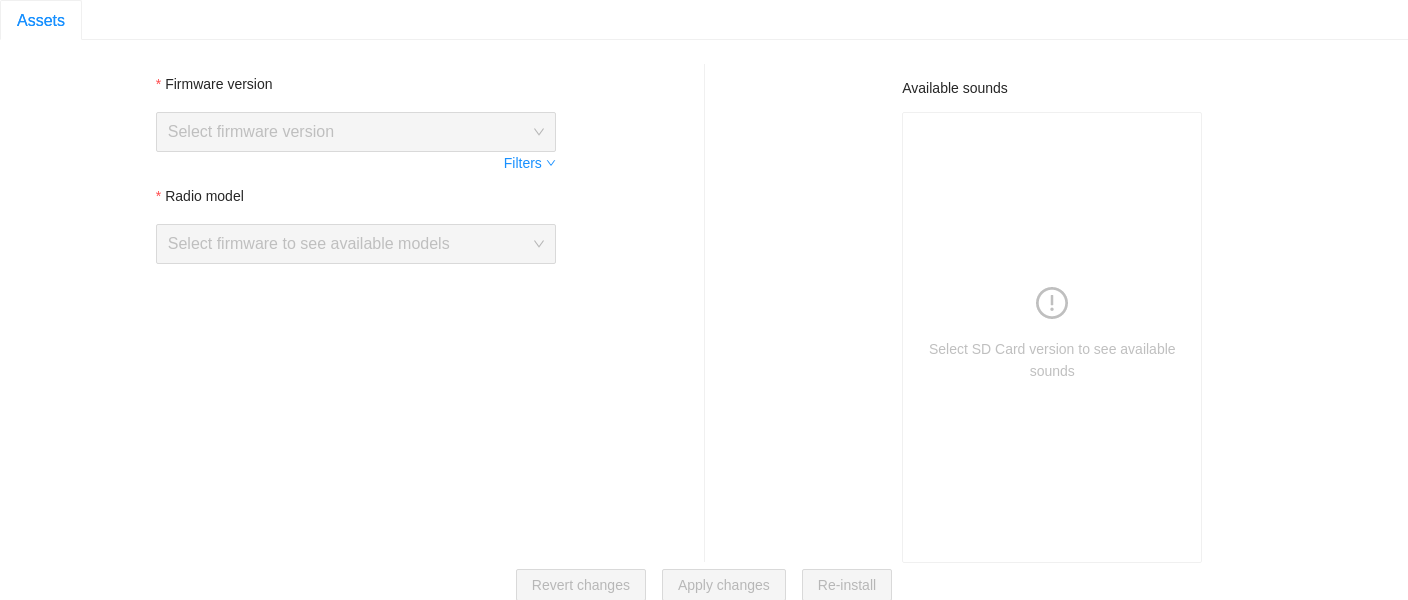 Assets
* Firmware version
Select firmware version
Filters
* Radio model
Select firmware to see available models
Available sounds
Select SD Card version to see available
sounds
Revert changes
Apply changes
Re-install